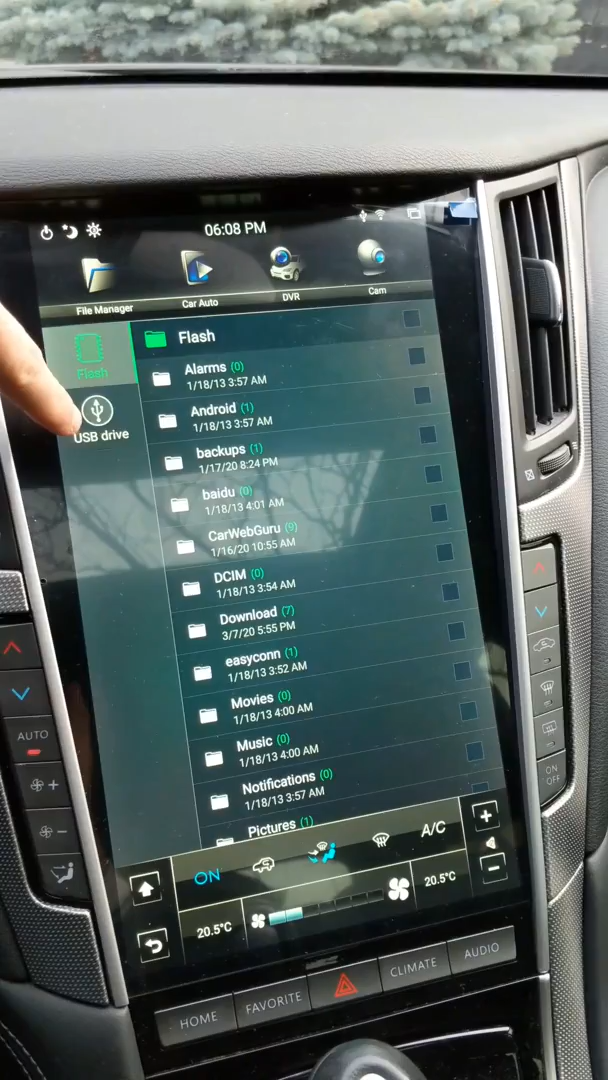 06:08 PM
File Manager
Car Auto
DVR
Cam
Flash
USB drive
Flash
Alarms (0)
1/18/13 3:57 AM
Android (1)
1/18/13 3:57 AM
backups (1)
1/17/20 8:24 PM
baidu (0)
1/18/13 4:01 AM
CarWebGuru (9)
1/16/20 10:55 AM
DCIM (0)
1/18/13 3:54 AM
Download (7)
3/7/20 5:55 PM
easyconn (1)
1/18/13 3:52 AM
Movies (0)
1/18/13 4:00 AM
Music (0)
1/18/13 4:00 AM
Notifications (0)
1/18/13 3:57 AM
Pictures (1)
ON
A/C
20.5°C
20.5°C
AUTO
ON
OFF
HOME
FAVORITE
CLIMATE
AUDIO